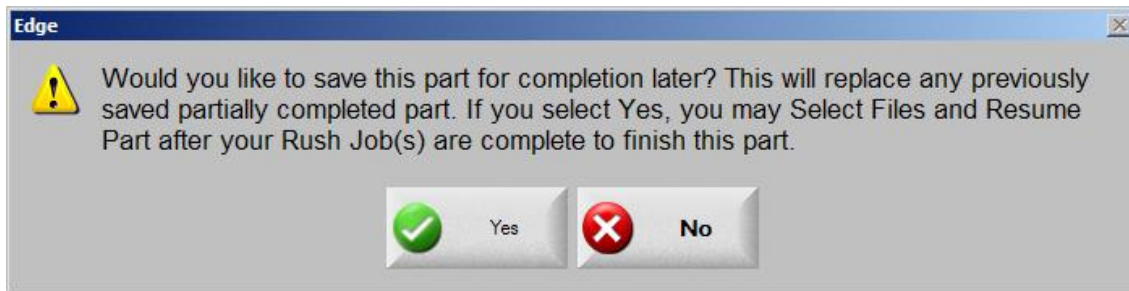 Edge
Would you like to save this part for completion later? This will replace any previously
saved partially completed part. If you select Yes, you may Select Files and Resume
Part after your Rush Job(s) are complete to finish this part.
Yes No